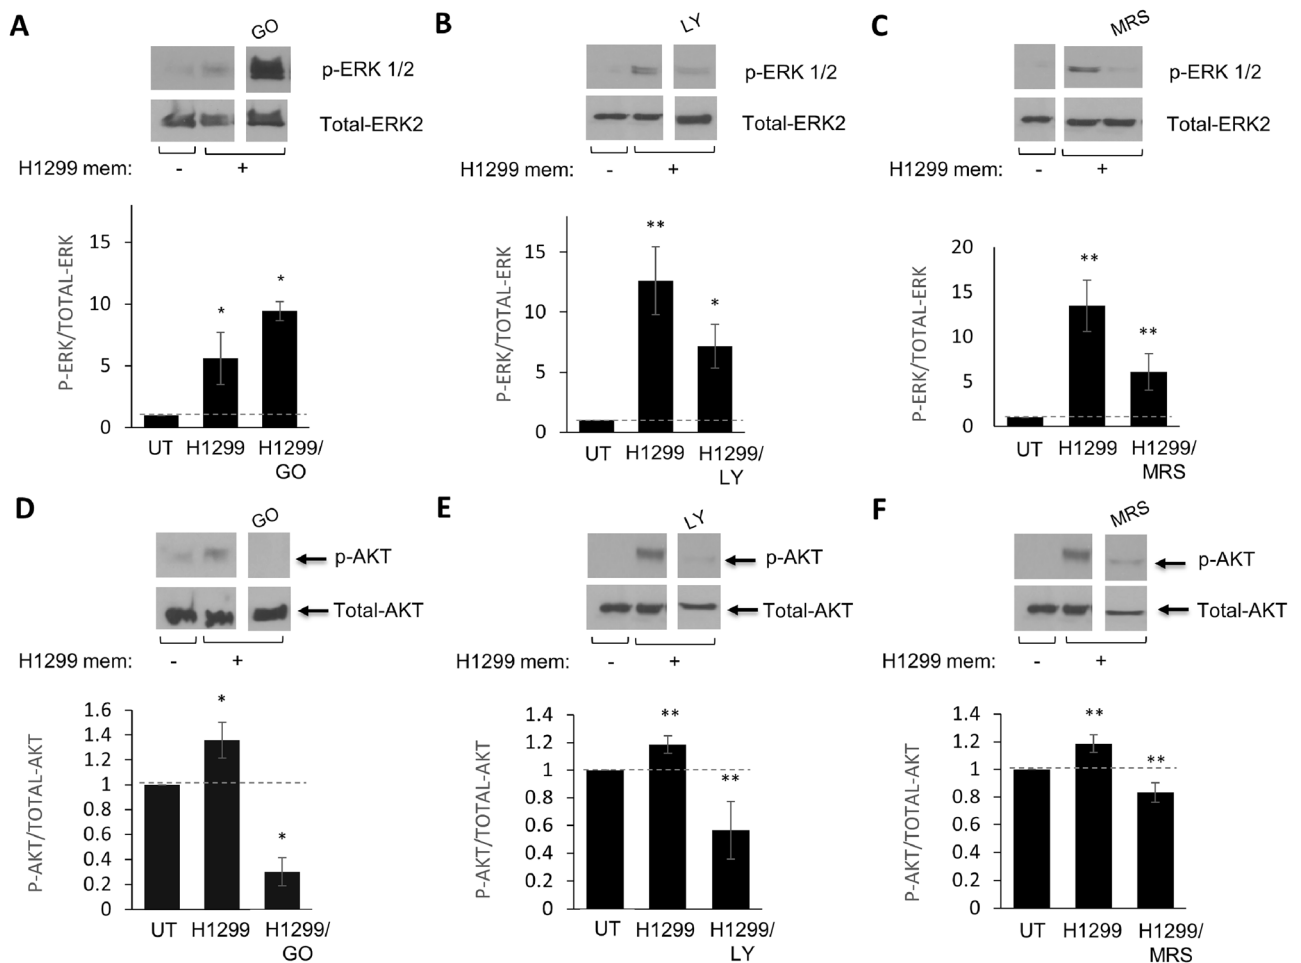 A
GO
p-ERK 1/2
Total-ERK2
H1299 mem: - +
P-ERK/TOTAL-ERK
15
10
5
0
*
*
UT H1299 H1299/
GO
B
LY
p-ERK 1/2
Total-ERK2
H1299 mem: - +
P-ERK/TOTAL-ERK
15
10
5
0
**
*
UT H1299 H1299/
LY
C
MRS
p-ERK 1/2
Total-ERK2
H1299 mem: - +
P-ERK/TOTAL-ERK
20
15
10
5
0
**
**
UT H1299 H1299/
MRS
D
GO
p-AKT
Total-AKT
H1299 mem: - +
P-AKT/TOTAL-AKT
1.6
1.4
1.2
1
0.8
0.6
0.4
0.2
0
*
*
UT H1299 H1299/
GO
E
LY
p-AKT
Total-AKT
H1299 mem: - +
P-AKT/TOTAL-AKT
1.4
1.2
1
0.8
0.6
0.4
0.2
0
**
**
UT H1299 H1299/
LY
F
MRS
p-AKT
Total-AKT
H1299 mem: - +
P-AKT/TOTAL-AKT
1.4
1.2
1
0.8
0.6
0.4
0.2
0
**
**
UT H1299 H1299/
MRS